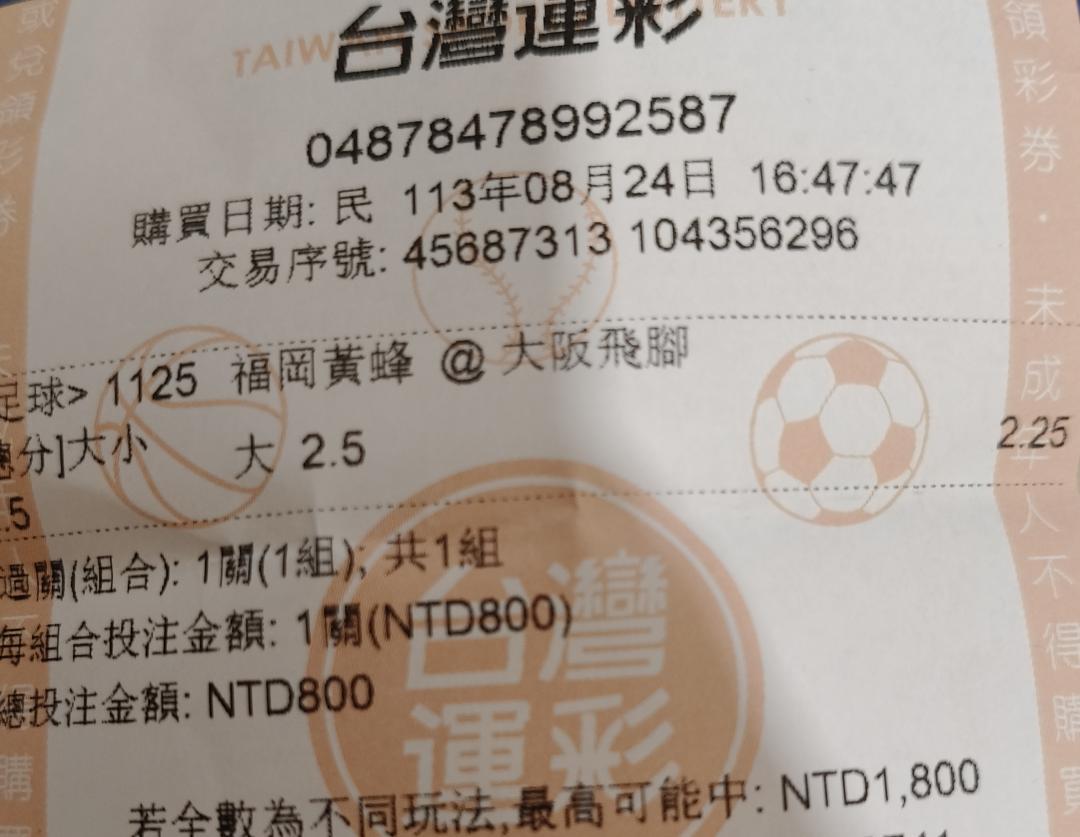 台灣運彩
04878478992587
購買日期: 民 113年08月24日 16:47:47
交易序號: 45687313 104356296
足球> 1125 福岡黃蜂 @ 大阪飛腳
總分]大小 大 2.5 2.25
.5
過關(組合): 1關(1組); 共1組
每組合投注金額: 1關(NTD800)
總投注金額: NTD800
若全數為不同玩法,最高可能中: NTD1,800
台灣
運彩
領彩券・未成年人不得購買